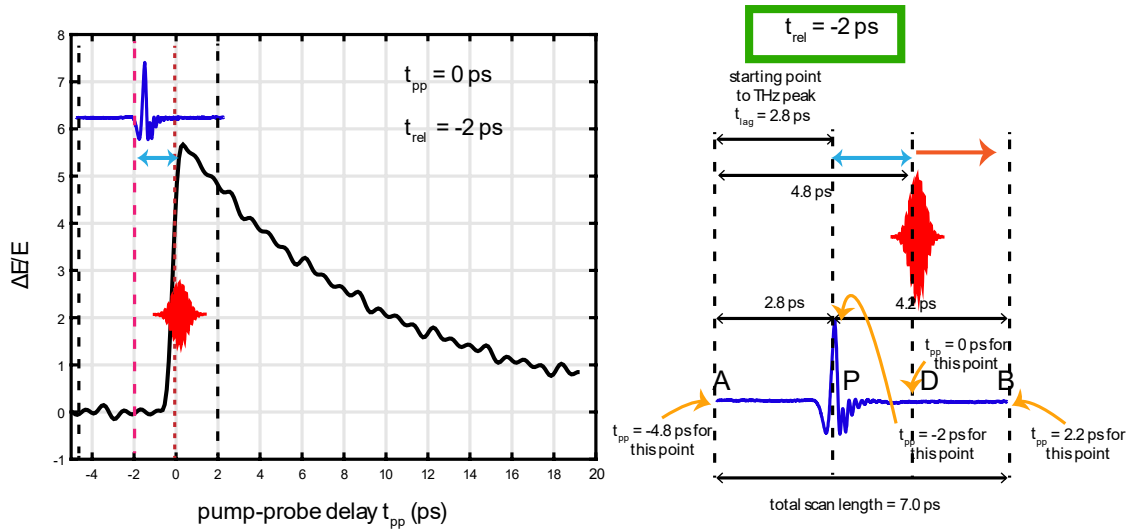 t_pp = 0 ps
t_rel = -2 ps
ΔE/E
7
6
5
4
3
2
1
0
-1
-4 -2 0 2 4 6 8 10 12 14 16 18 20
pump-probe delay t_pp (ps)
t_rel = -2 ps
starting point
to THz peak
t_lag = 2.8 ps
4.8 ps
2.8 ps
4.2 ps
t_pp = 0 ps for
this point
A P D B
t_pp = -4.8 ps for
this point
t_pp = -2 ps for
this point
t_pp = 2.2 ps for
this point
total scan length = 7.0 ps